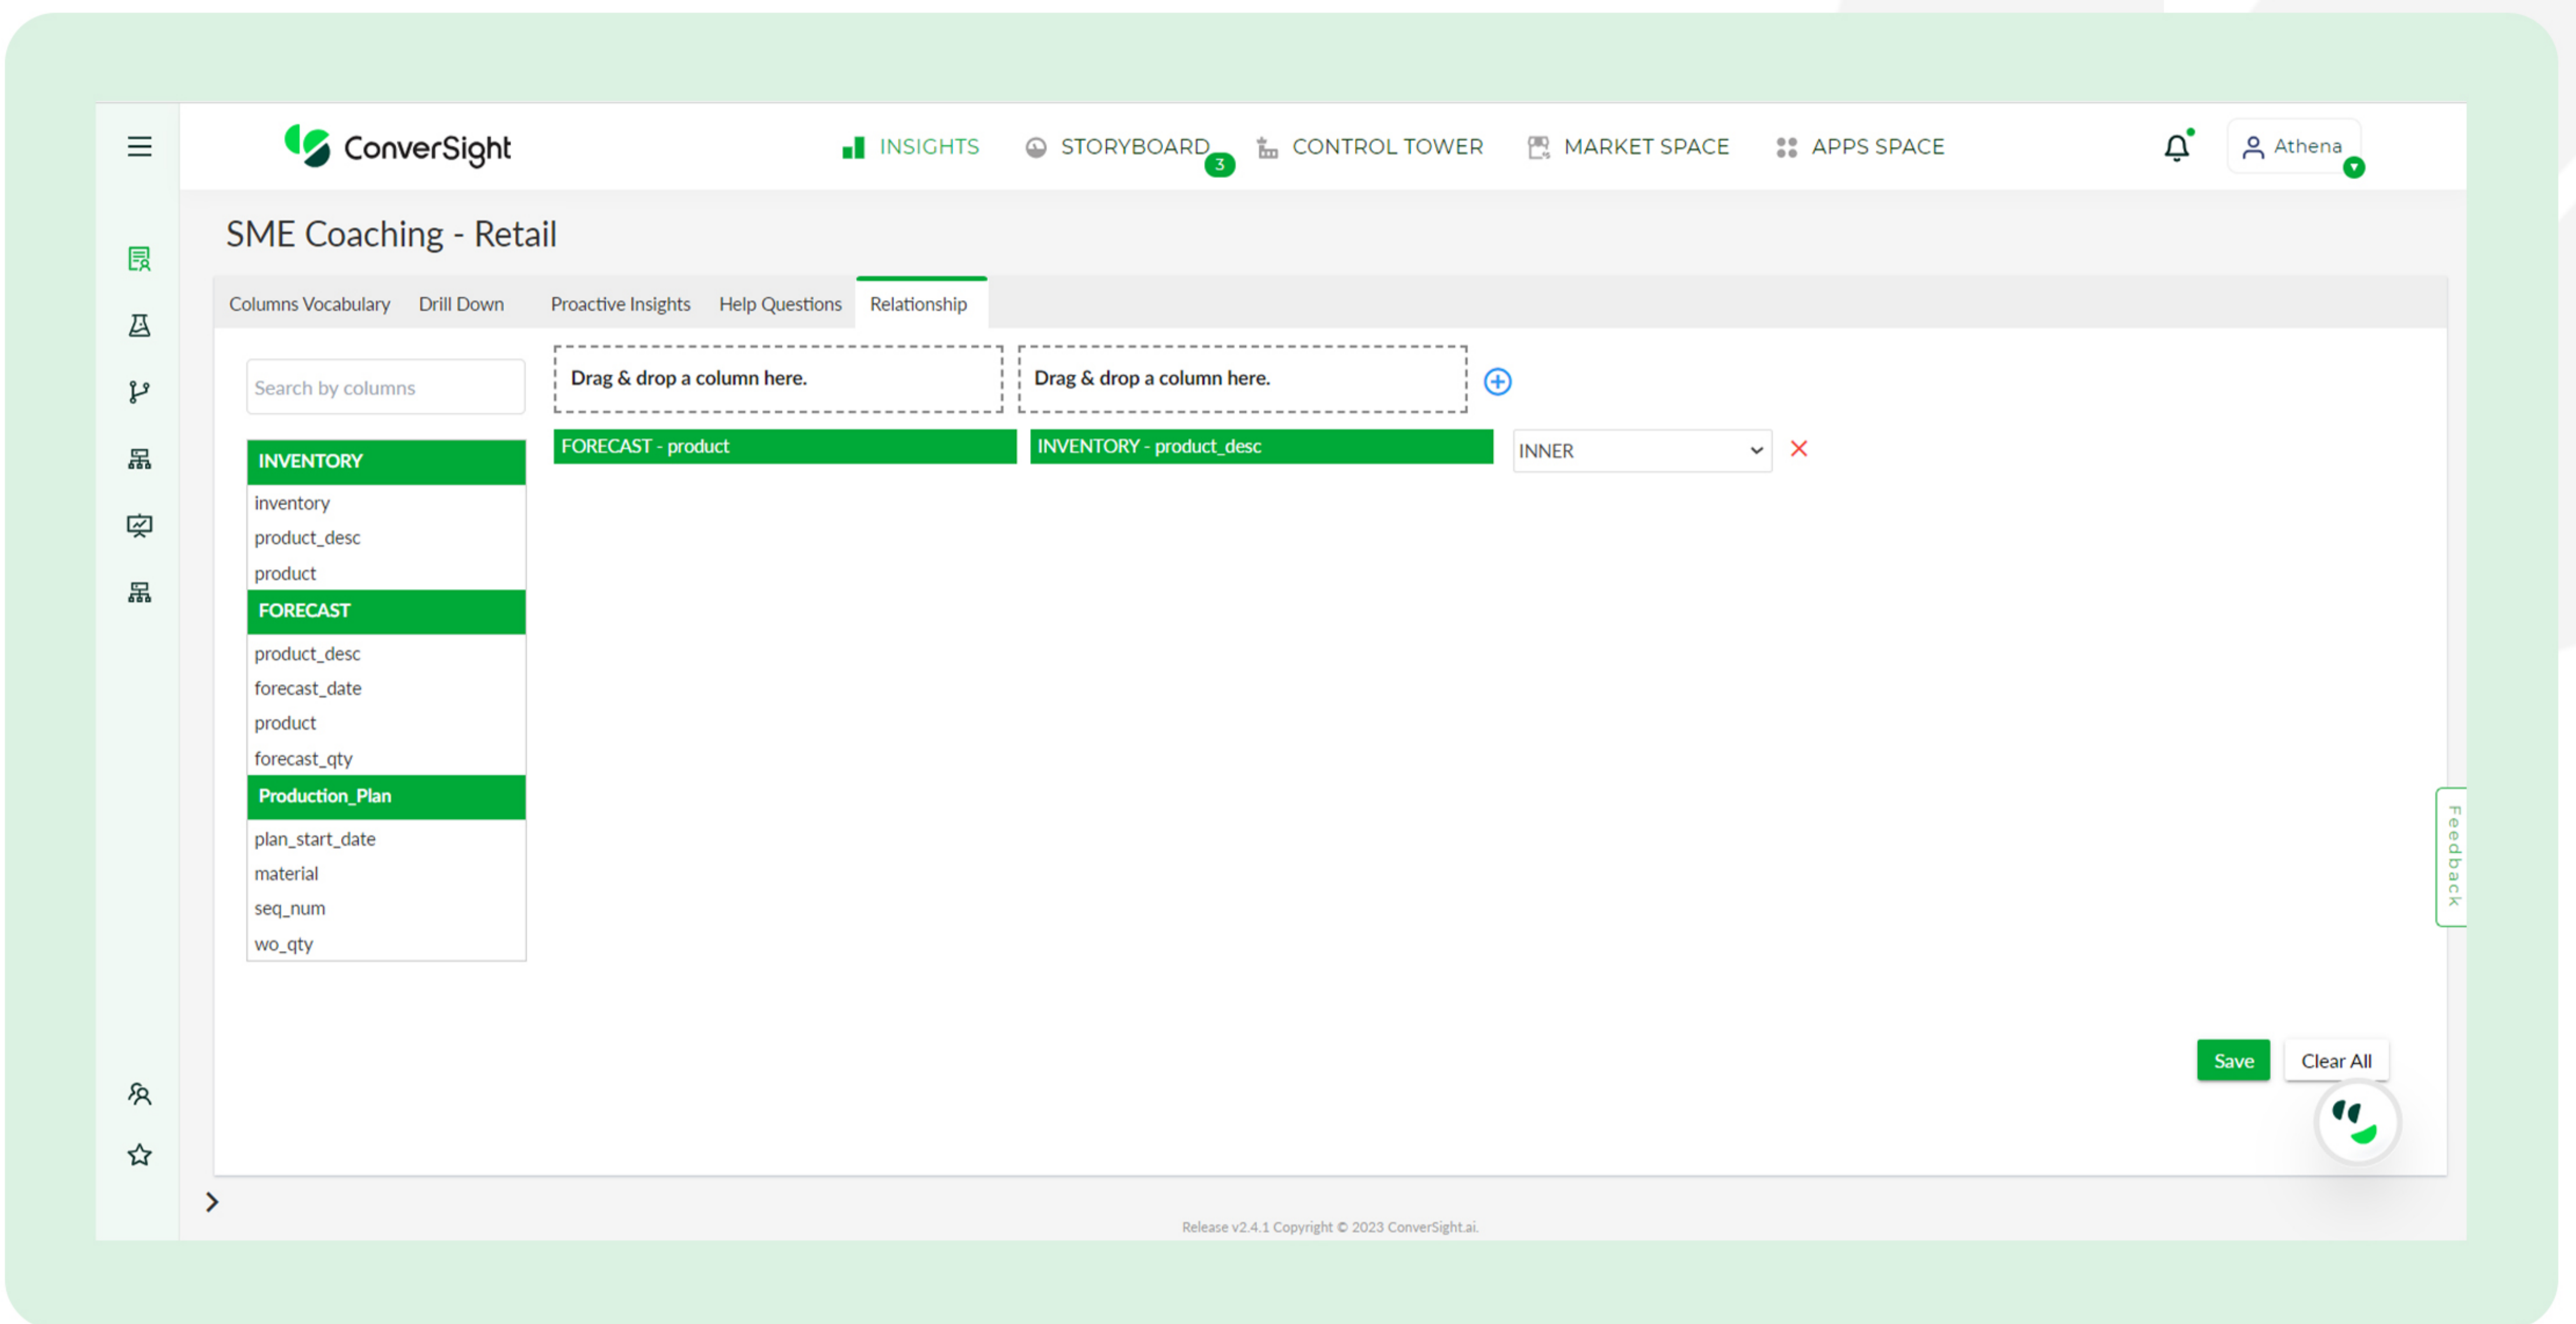 ConverSight
INSIGHTS
STORYBOARD
3
CONTROL TOWER
MARKET SPACE
APPS SPACE
Athena
SME Coaching - Retail
Columns Vocabulary
Drill Down
Proactive Insights
Help Questions
Relationship
Search by columns
Drag & drop a column here.
Drag & drop a column here.
FORECAST - product
INVENTORY - product_desc
INNER
INVENTORY
inventory
product_desc
product
FORECAST
product_desc
forecast_date
product
forecast_qty
Production_Plan
plan_start_date
material
seq_num
wo_qty
Feedback
Save
Clear All
Release v2.4.1 Copyright © 2023 ConverSight.ai.